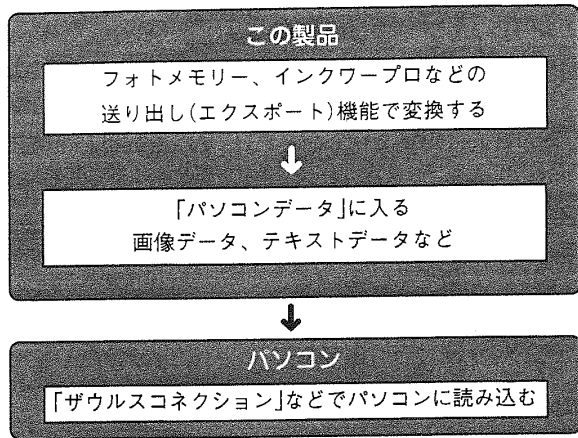 この製品
フォトメモリー、インクワープロなどの
送り出し(エクスポート)機能で変換する
「パソコンデータ」に入る
画像データ、テキストデータなど
パソコン
「ザウルスコネクション」などでパソコンに読み込む